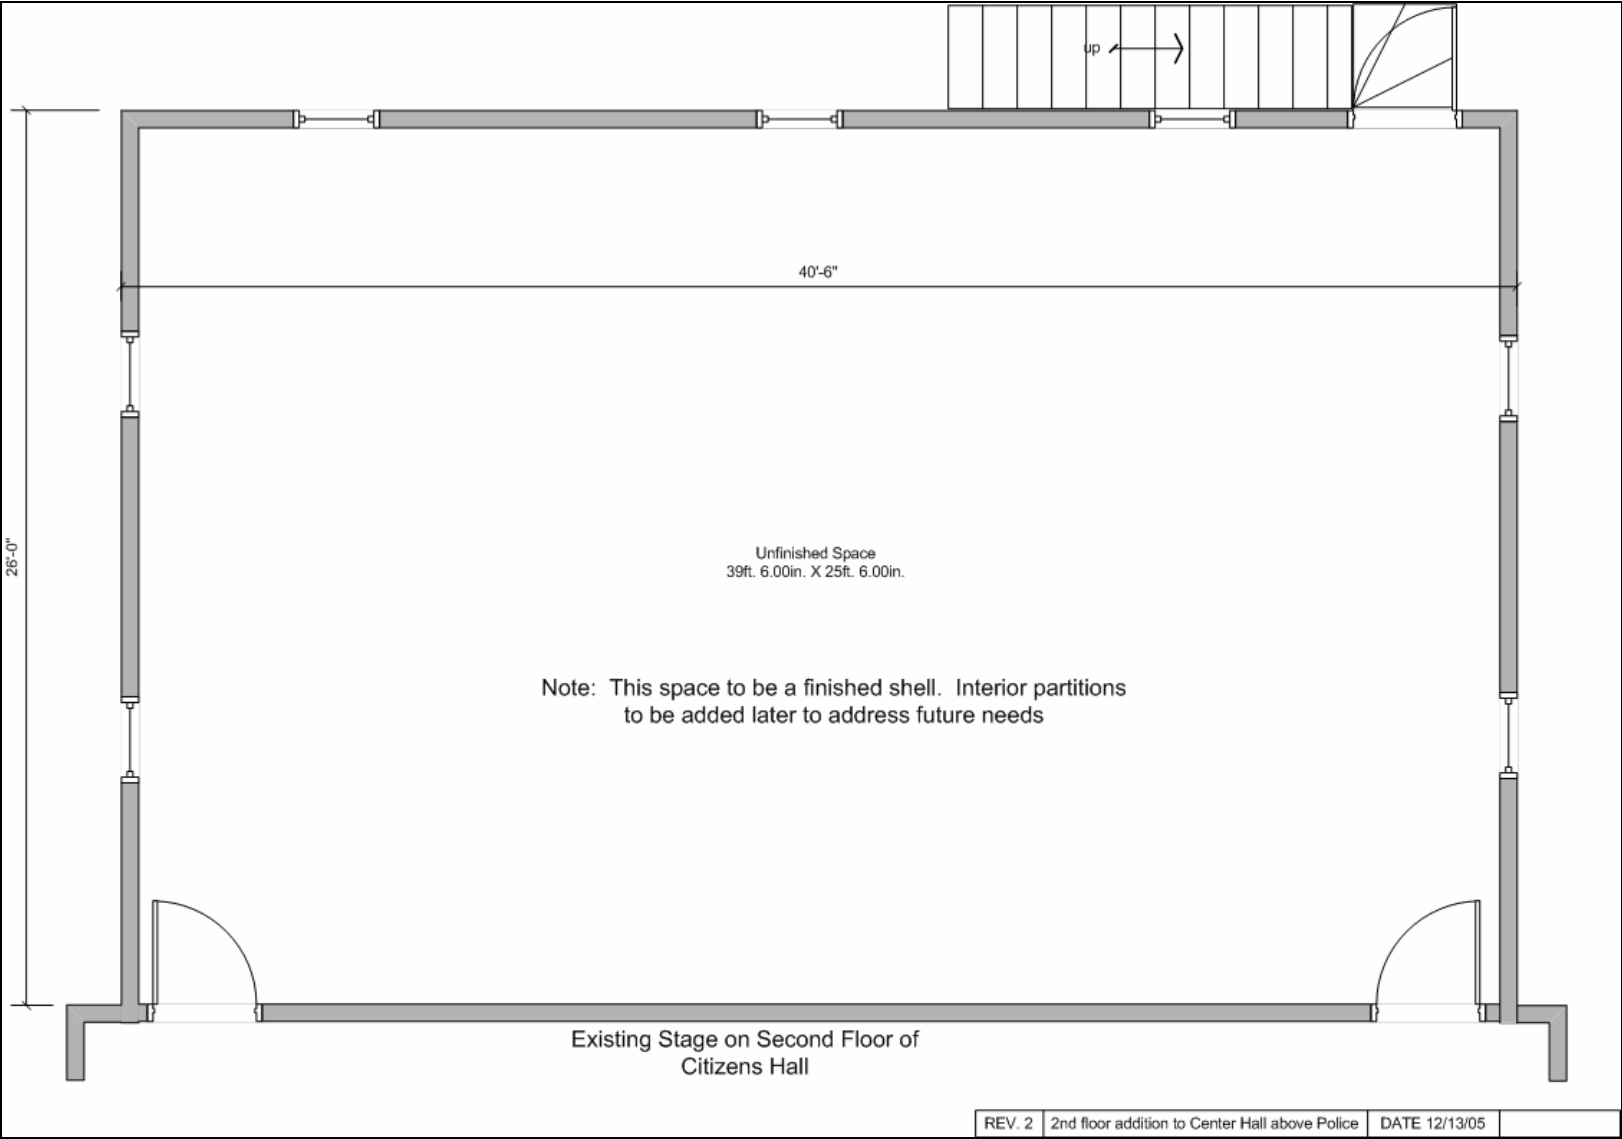 up
40'-6"
26'-0"
Unfinished Space
39ft. 6.00in. X 25ft. 6.00in.
Note:  This space to be a finished shell.  Interior partitions
to be added later to address future needs
Existing Stage on Second Floor of
Citizens Hall
REV. 2 2nd floor addition to Center Hall above Police DATE 12/13/05